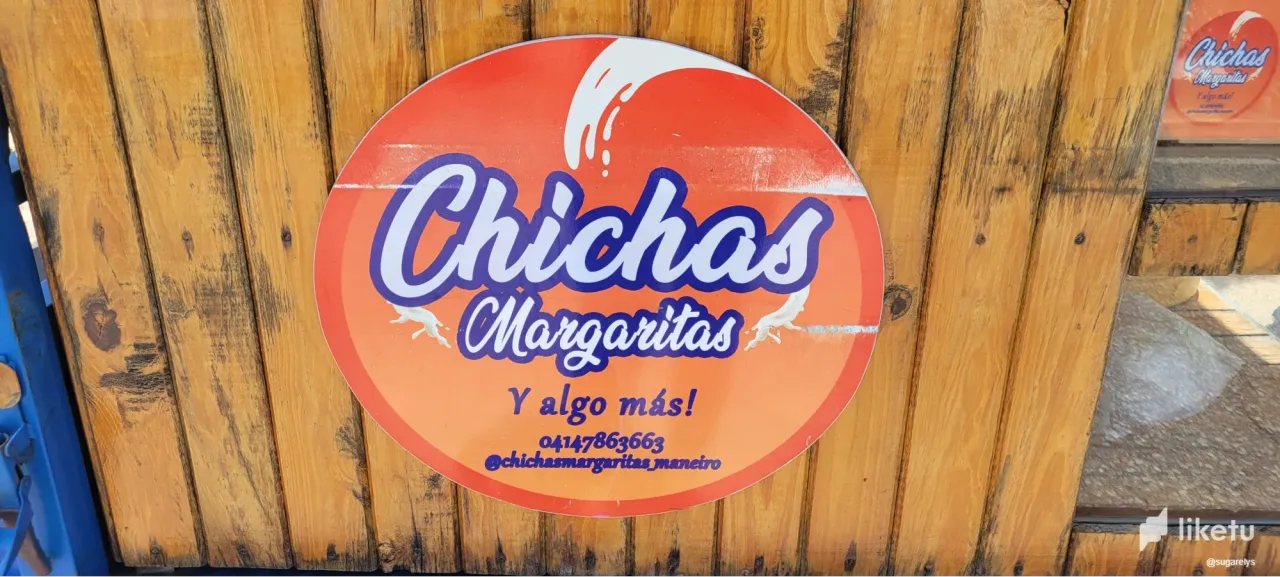 Chichas
Margaritas
Y algo más!
04147863663
@chichasmargaritas_maneiro
Chichas
Margaritas
Y algo más!
liketu
@sugarelys